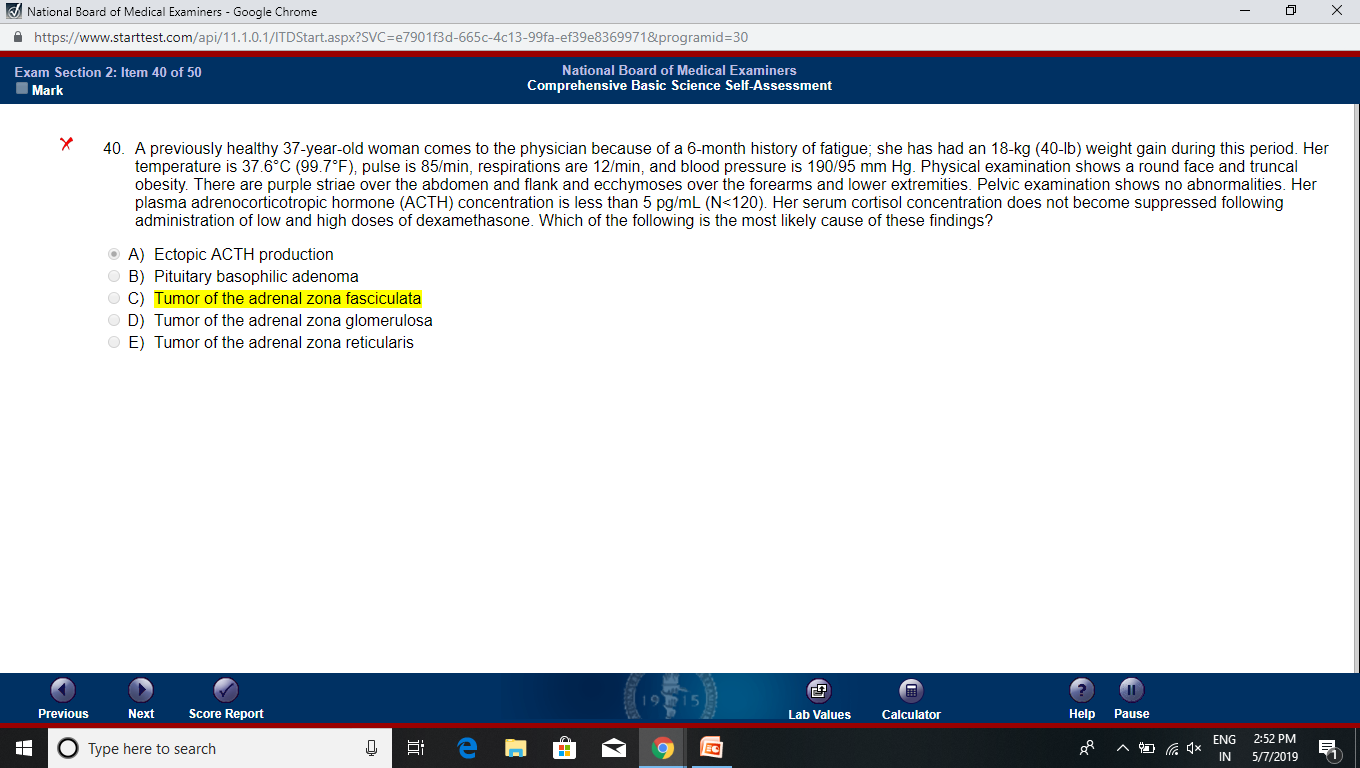 National Board of Medical Examiners - Google Chrome
https://www.starttest.com/api/11.1.0.1/ITDStart.aspx?SVC=e7901f3d-665c-4c13-99fa-ef39e8369971&programid=30
Exam Section 2: Item 40 of 50
National Board of Medical Examiners
Mark
Comprehensive Basic Science Self-Assessment
40. A previously healthy 37-year-old woman comes to the physician because of a 6-month history of fatigue; she has had an 18-kg (40-lb) weight gain during this period. Her
temperature is 37.6°C (99.7°F), pulse is 85/min, respirations are 12/min, and blood pressure is 190/95 mm Hg. Physical examination shows a round face and truncal
obesity. There are purple striae over the abdomen and flank and ecchymoses over the forearms and lower extremities. Pelvic examination shows no abnormalities. Her
plasma adrenocorticotropic hormone (ACTH) concentration is less than 5 pg/mL (N<120). Her serum cortisol concentration does not become suppressed following
administration of low and high doses of dexamethasone. Which of the following is the most likely cause of these findings?
A) Ectopic ACTH production
B) Pituitary basophilic adenoma
C) Tumor of the adrenal zona fasciculata
D) Tumor of the adrenal zona glomerulosa
E) Tumor of the adrenal zona reticularis
19 15
Previous
Next
Score Report
Lab Values
Calculator
Help
Pause
Type here to search
ENG
IN
2:52 PM
5/7/2019
1